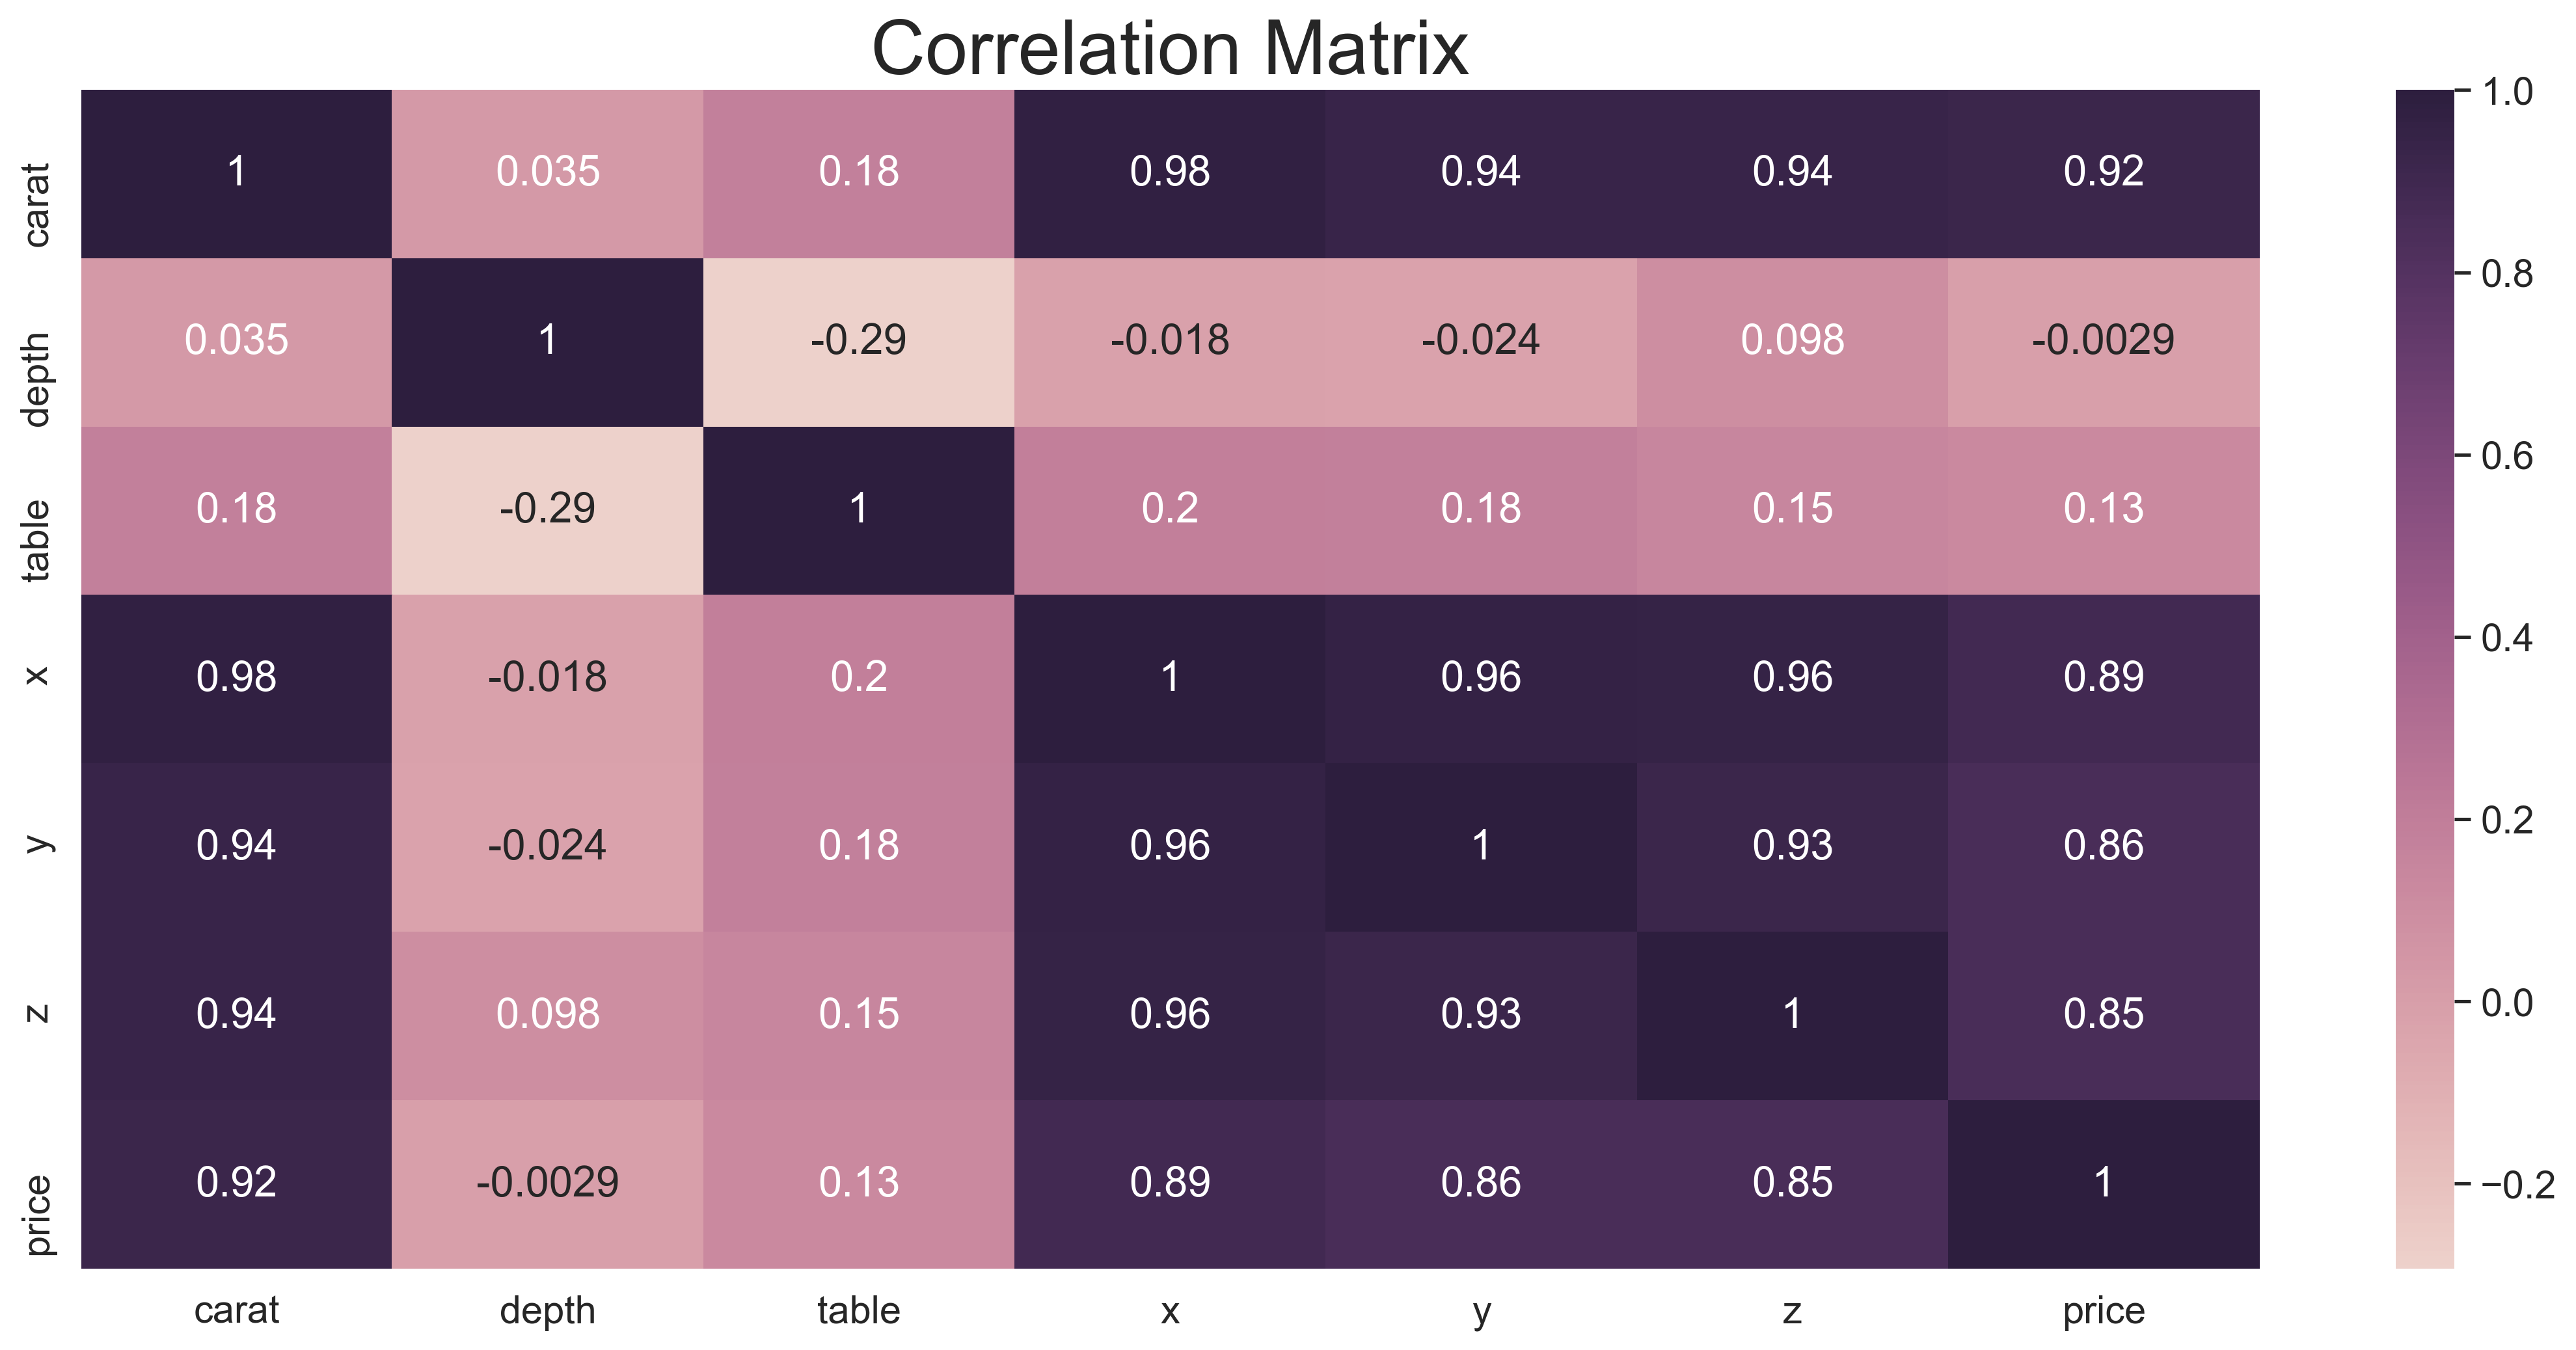 Correlation Matrix
carat 1 0.035 0.18 0.98 0.94 0.94 0.92
depth 0.035 1 -0.29 -0.018 -0.024 0.098 -0.0029
table 0.18 -0.29 1 0.2 0.18 0.15 0.13
x 0.98 -0.018 0.2 1 0.96 0.96 0.89
y 0.94 -0.024 0.18 0.96 1 0.93 0.86
z 0.94 0.098 0.15 0.96 0.93 1 0.85
price 0.92 -0.0029 0.13 0.89 0.86 0.85 1
carat depth table x y z price
1.0
0.8
0.6
0.4
0.2
0.0
−0.2